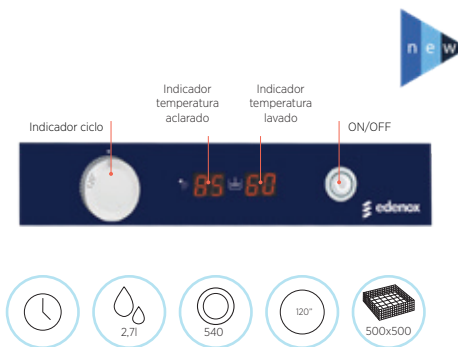 new
Indicador
temperatura
aclarado
Indicador
temperatura
lavado
Indicador ciclo
ON/OFF
120"
85
60
edenox
2,7l
540
120"
500x500